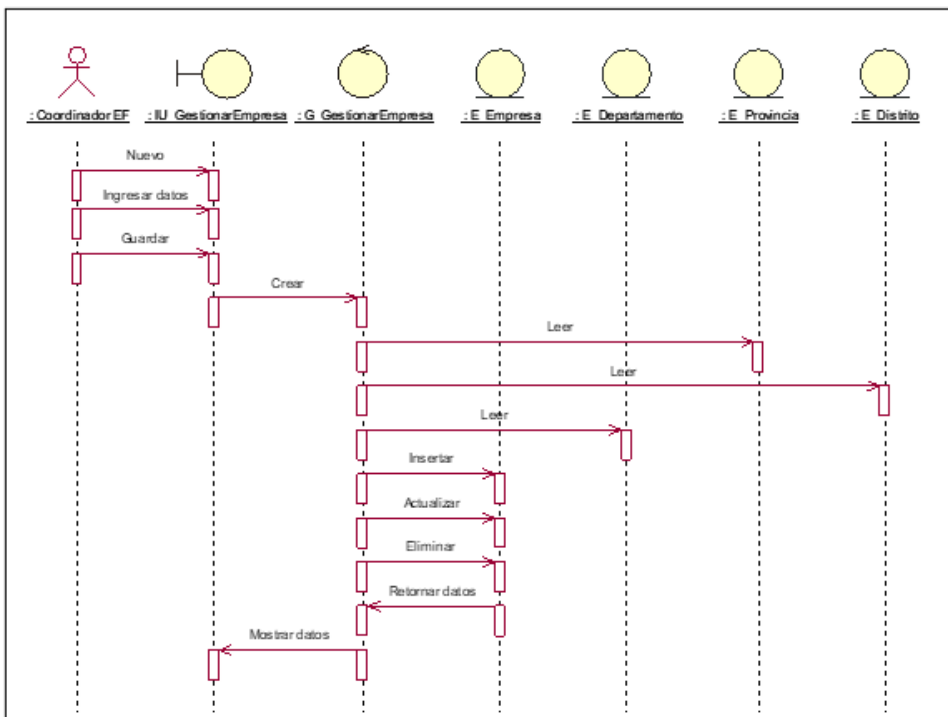 : Coordinador EF
: IU_GestionarEmpresa
: G_GestionarEmpresa
: E_Empresa
: E_Departamento
: E_Provincia
: E_Distrito
Nuevo
Ingresar datos
Guardar
Crear
Leer
Leer
Leer
Insertar
Actualizar
Eliminar
Retornar datos
Mostrar datos